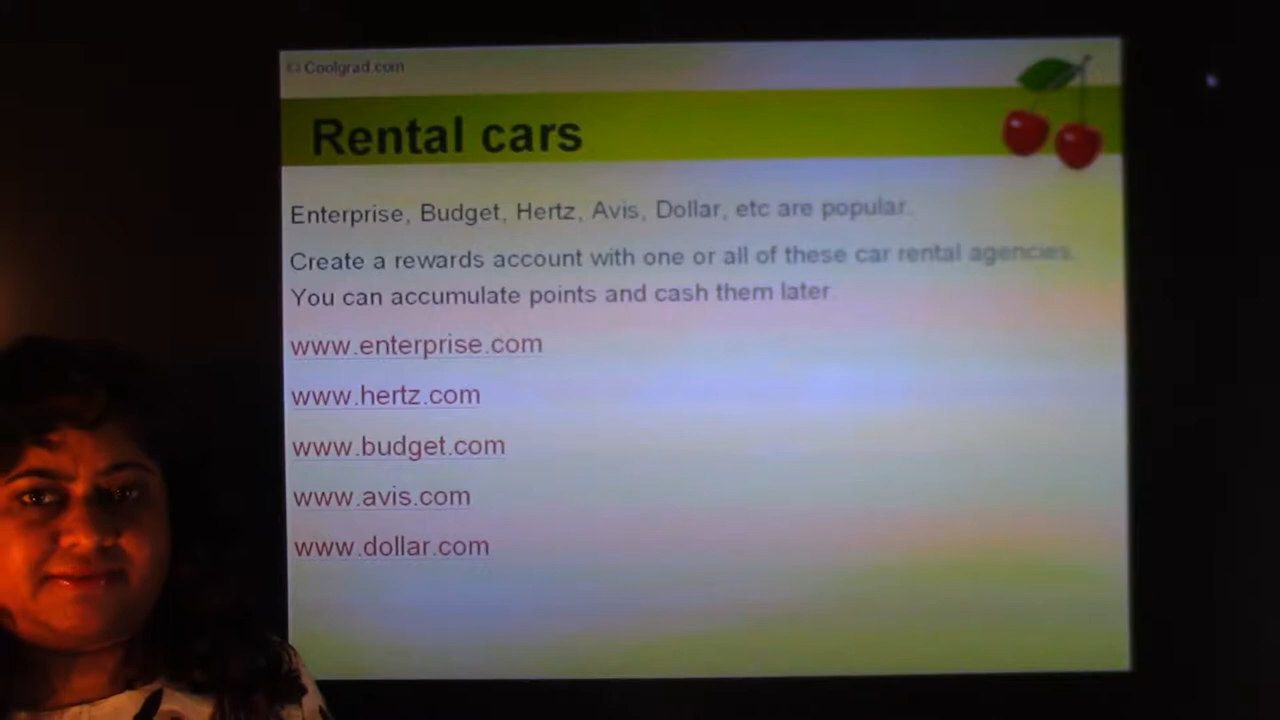 © Coolgrad.com
Rental cars
Enterprise, Budget, Hertz, Avis, Dollar, etc are popular.
Create a rewards account with one or all of these car rental agencies.
You can accumulate points and cash them later.
www.enterprise.com
www.hertz.com
www.budget.com
www.avis.com
www.dollar.com